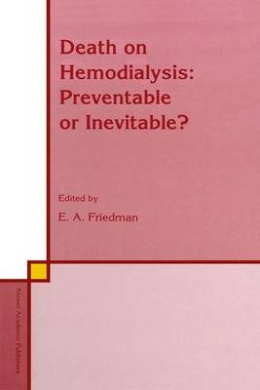 Death on
Hemodialysis:
Preventable
or Inevitable?
Edited by
E. A. Friedman
Kluwer Academic Publishers